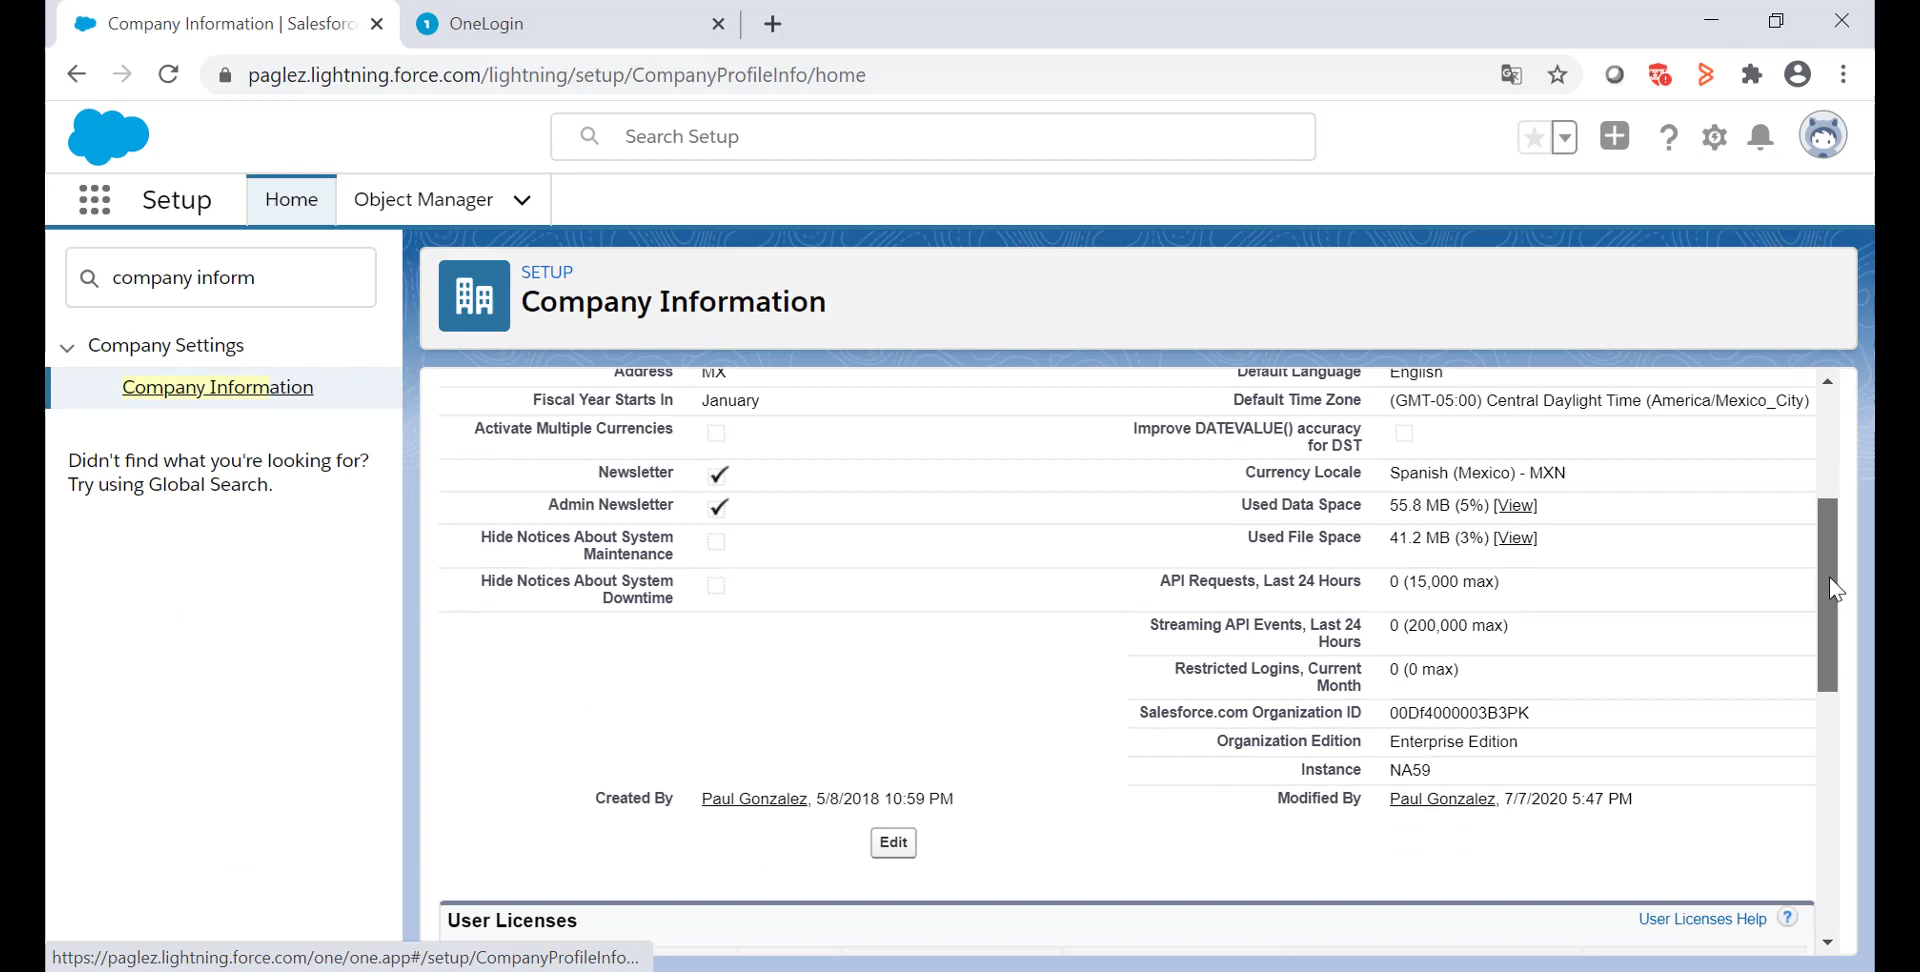 Company Information | Salesforc
1 OneLogin
paglez.lightning.force.com/lightning/setup/CompanyProfileInfo/home
Search Setup
Setup Home Object Manager
company inform
Company Settings
Company Information
Didn't find what you're looking for?
Try using Global Search.
SETUP
Company Information
Address MX Default Language English
Fiscal Year Starts In January Default Time Zone (GMT-05:00) Central Daylight Time (America/Mexico_City)
Activate Multiple Currencies Improve DATEVALUE() accuracy
for DST
Newsletter Currency Locale Spanish (Mexico) - MXN
Admin Newsletter Used Data Space 55.8 MB (5%) [View]
Hide Notices About System
Maintenance
Used File Space 41.2 MB (3%) [View]
Hide Notices About System
Downtime
API Requests, Last 24 Hours 0 (15,000 max)
Streaming API Events, Last 24
Hours
0 (200,000 max)
Restricted Logins, Current
Month
0 (0 max)
Salesforce.com Organization ID 00Df4000003B3PK
Organization Edition Enterprise Edition
Instance NA59
Created By Paul Gonzalez, 5/8/2018 10:59 PM Modified By Paul Gonzalez, 7/7/2020 5:47 PM
Edit
User Licenses User Licenses Help ?
https://paglez.lightning.force.com/one/one.app#/setup/CompanyProfileInfo...